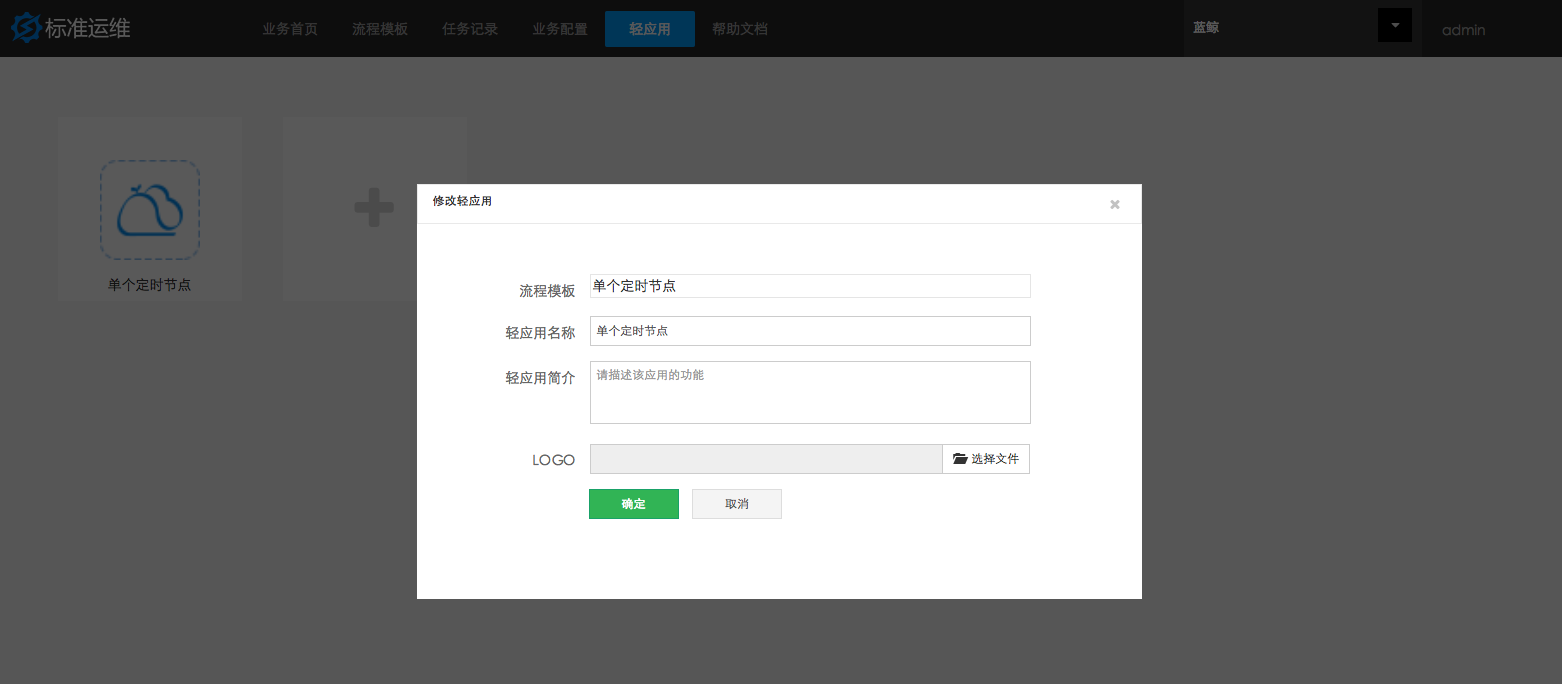 标准运维
业务首页 流程模板 任务记录 业务配置 轻应用 帮助文档 蓝鲸 admin
单个定时节点
修改轻应用
流程模板 单个定时节点
轻应用名称 单个定时节点
轻应用简介 请描述该应用的功能
LOGO 选择文件
确定 取消